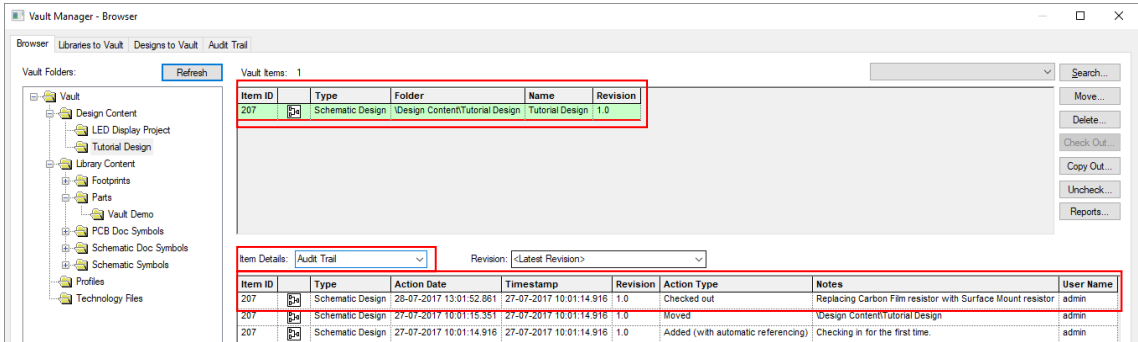 Vault Manager - Browser
Browser Libraries to Vault Designs to Vault Audit Trail
Vault Folders: Refresh Vault Items: 1 Search...
Vault
Design Content
LED Display Project
Tutorial Design
Library Content
Footprints
Parts
Vault Demo
PCB Doc Symbols
Schematic Doc Symbols
Schematic Symbols
Profiles
Technology Files
Item ID Type Folder Name Revision
207 Schematic Design \Design Content\Tutorial Design Tutorial Design 1.0
Move...
Delete...
Check Out...
Copy Out...
Uncheck...
Reports...
Item Details: Audit Trail Revision: <Latest Revision>
Item ID Type Action Date Timestamp Revision Action Type Notes User Name
207 Schematic Design 28-07-2017 13:01:52.861 27-07-2017 10:01:14.916 1.0 Checked out Replacing Carbon Film resistor with Surface Mount resistor admin
207 Schematic Design 27-07-2017 10:01:15.351 27-07-2017 10:01:14.916 1.0 Moved \Design Content\Tutorial Design admin
207 Schematic Design 27-07-2017 10:01:14.916 27-07-2017 10:01:14.916 1.0 Added (with automatic referencing) Checking in for the first time. admin